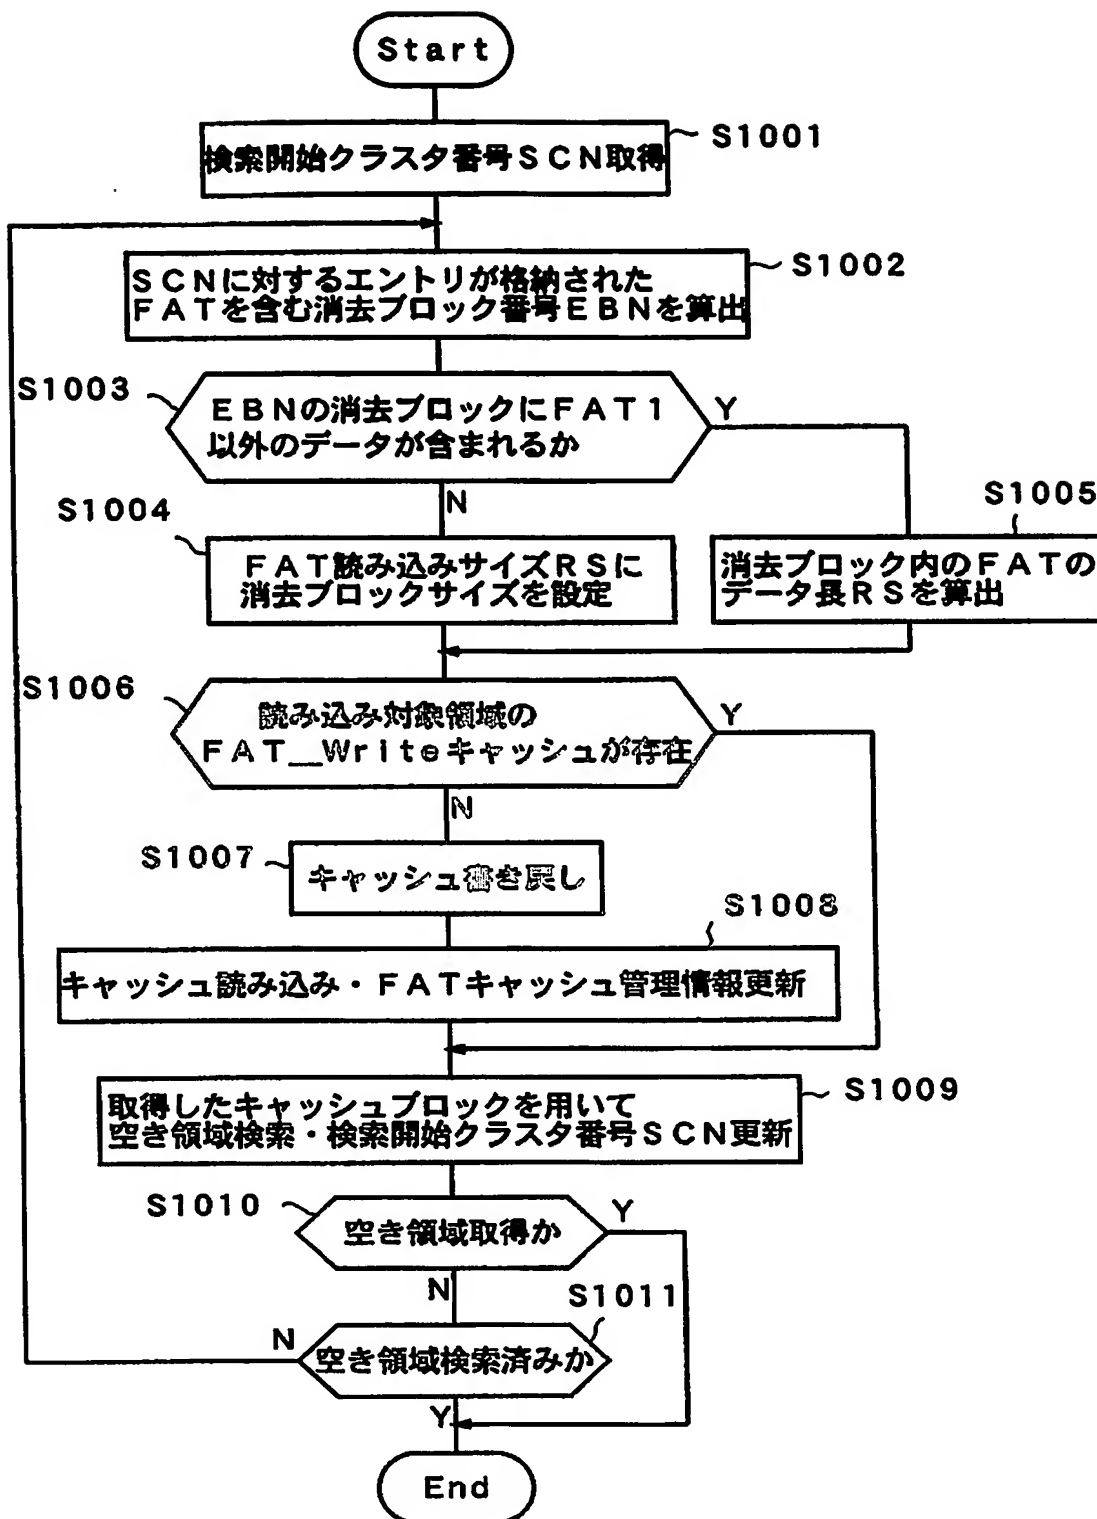 Start
検索開始クラスタ番号SCN取得
S1001
SCNに対するエントリが格納された
FATを含む消去ブロック番号EBNを算出
S1002
S1003
EBNの消去ブロックにFAT1
以外のデータが含まれるか
Y
N
S1004
FAT読み込みサイズRSに
消去ブロックサイズを設定
S1005
消去ブロック内のFATの
データ長RSを算出
S1006
読み込み対象領域の
FAT_Writeキャッシュが存在
Y
N
S1007
キャッシュ書き戻し
S1008
キャッシュ読み込み・FATキャッシュ管理情報更新
S1009
取得したキャッシュブロックを用いて
空き領域検索・検索開始クラスタ番号SCN更新
S1010
空き領域取得か
Y
N
S1011
空き領域検索済みか
N
Y
End